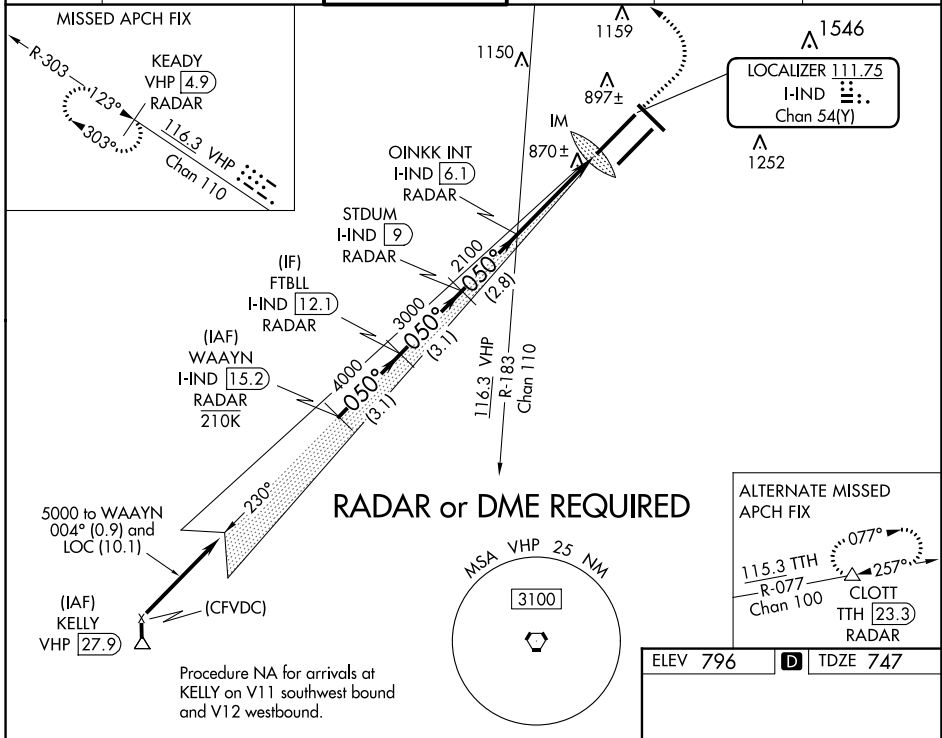 MISSED APCH FIX
R-303
KEADY
VHP 4.9
RADAR
123°
303°
116.3 VHP
Chan 110
1150
1159
1546
897±
LOCALIZER 111.75
I-IND
Chan 54(Y)
1252
IM
870±
OINKK INT
I-IND 6.1
RADAR
STDUM
I-IND 9
RADAR
(IF)
FTBLL
I-IND 12.1
RADAR
(IAF)
WAAYN
I-IND 15.2
RADAR
210K
2100
050°
(2.8)
3000
050°
(3.1)
4000
050°
(3.1)
116.3 VHP
R-183
Chan 110
230°
5000 to WAAYN
004° (0.9) and
LOC (10.1)
(IAF)
KELLY
VHP 27.9
(CFVDC)
RADAR or DME REQUIRED
MSA VHP 25 NM
3100
Procedure NA for arrivals at
KELLY on V11 southwest bound
and V12 westbound.
ALTERNATE MISSED
APCH FIX
077°
257°
115.3 TTH
R-077
Chan 100
CLOTT
TTH 23.3
RADAR
ELEV 796
D
TDZE 747